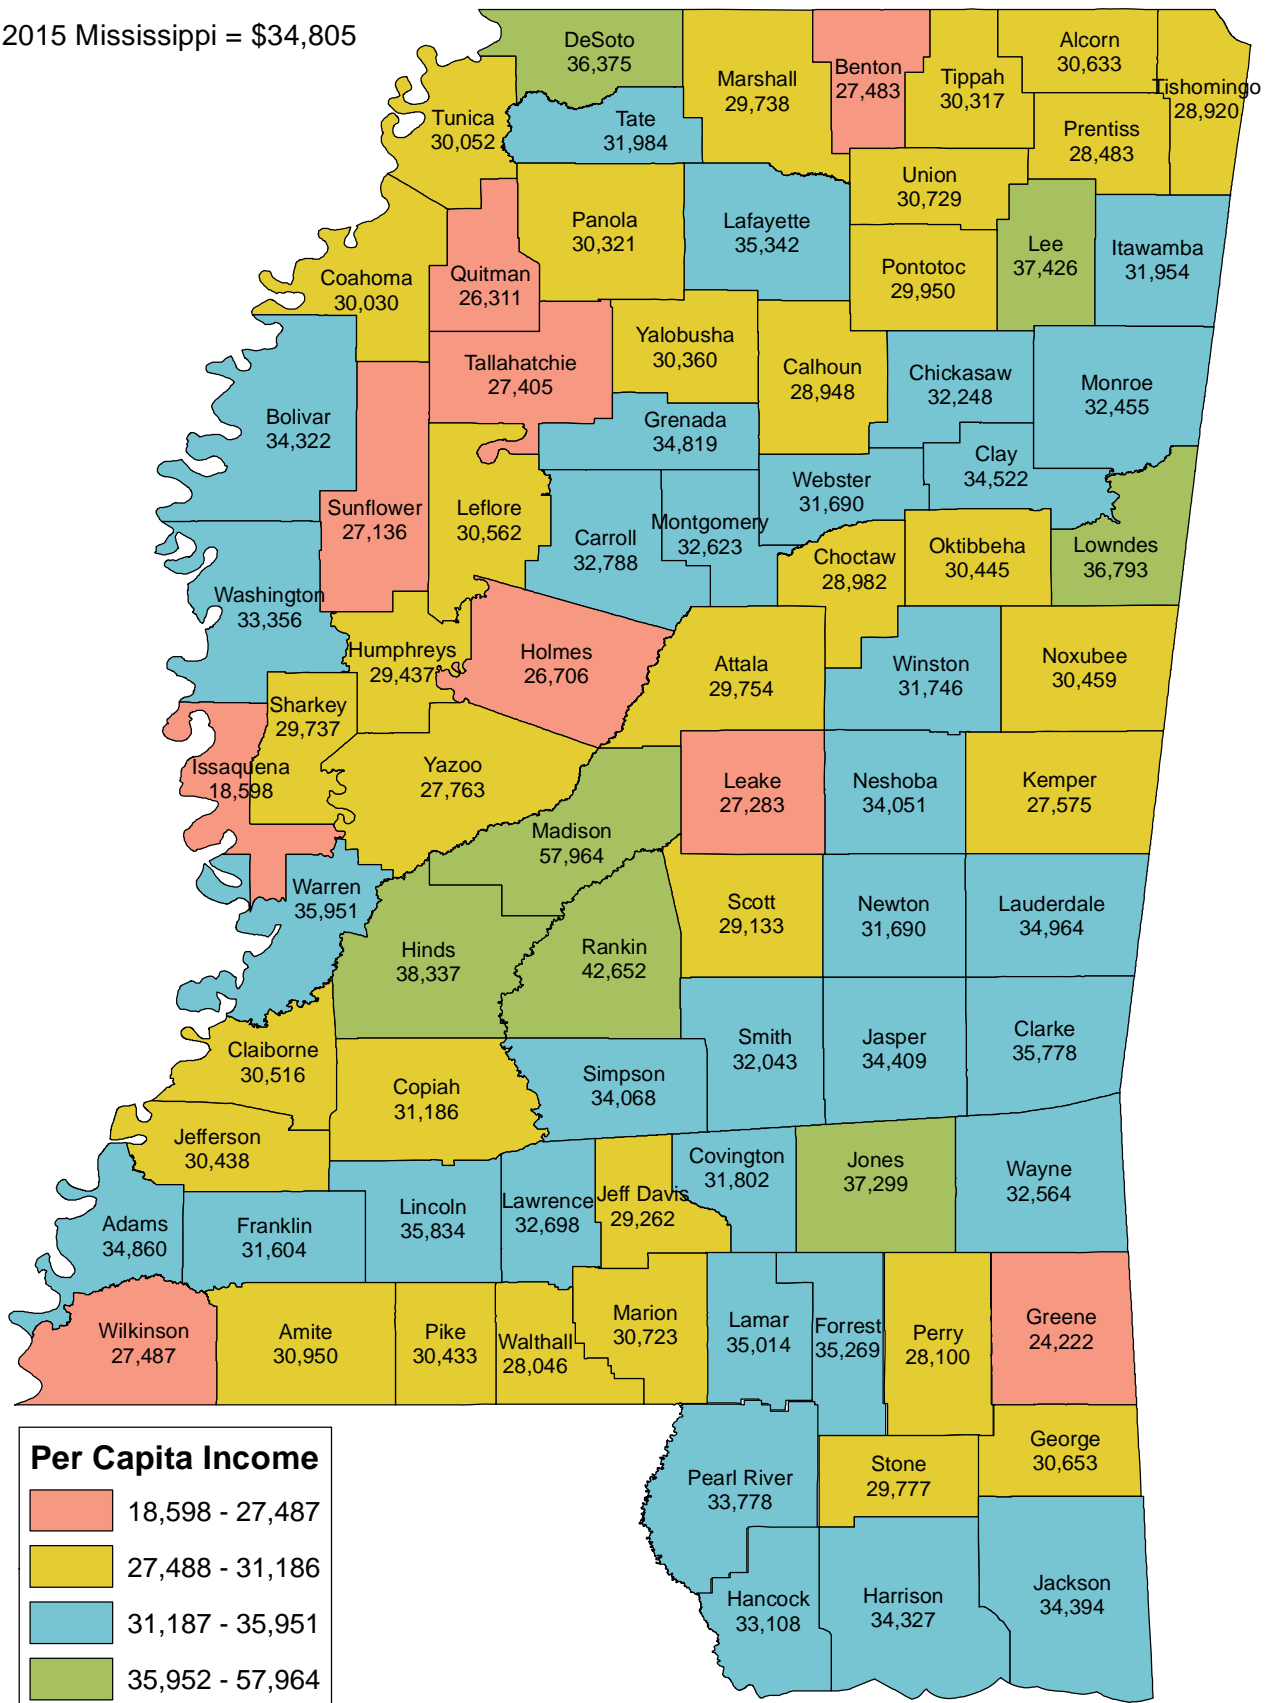 2015 Mississippi = $34,805
DeSoto
36,375
Marshall
29,738
Benton
27,483
Tippah
30,317
Alcorn
30,633
Tishomingo
28,920
Tunica
30,052
Tate
31,984
Prentiss
28,483
Union
30,729
Panola
30,321
Lafayette
35,342
Lee
37,426
Itawamba
31,954
Coahoma
30,030
Quitman
26,311
Pontotoc
29,950
Yalobusha
30,360
Tallahatchie
27,405
Calhoun
28,948
Chickasaw
32,248
Monroe
32,455
Bolivar
34,322
Grenada
34,819
Clay
34,522
Webster
31,690
Sunflower
27,136
Leflore
30,562
Carroll
32,788
Montgomery
32,623
Choctaw
28,982
Oktibbeha
30,445
Lowndes
36,793
Washington
33,356
Humphreys
29,437
Holmes
26,706
Attala
29,754
Winston
31,746
Noxubee
30,459
Sharkey
29,737
Issaquena
18,598
Yazoo
27,763
Leake
27,283
Neshoba
34,051
Kemper
27,575
Madison
57,964
Warren
35,951
Scott
29,133
Newton
31,690
Lauderdale
34,964
Hinds
38,337
Rankin
42,652
Claiborne
30,516
Copiah
31,186
Simpson
34,068
Smith
32,043
Jasper
34,409
Clarke
35,778
Jefferson
30,438
Covington
31,802
Jones
37,299
Wayne
32,564
Adams
34,860
Franklin
31,604
Lincoln
35,834
Lawrence
32,698
Jeff Davis
29,262
Wilkinson
27,487
Amite
30,950
Pike
30,433
Walthall
28,046
Marion
30,723
Lamar
35,014
Forrest
35,269
Perry
28,100
Greene
24,222
George
30,653
Pearl River
33,778
Stone
29,777
Hancock
33,108
Harrison
34,327
Jackson
34,394
Per Capita Income
18,598 - 27,487
27,488 - 31,186
31,187 - 35,951
35,952 - 57,964